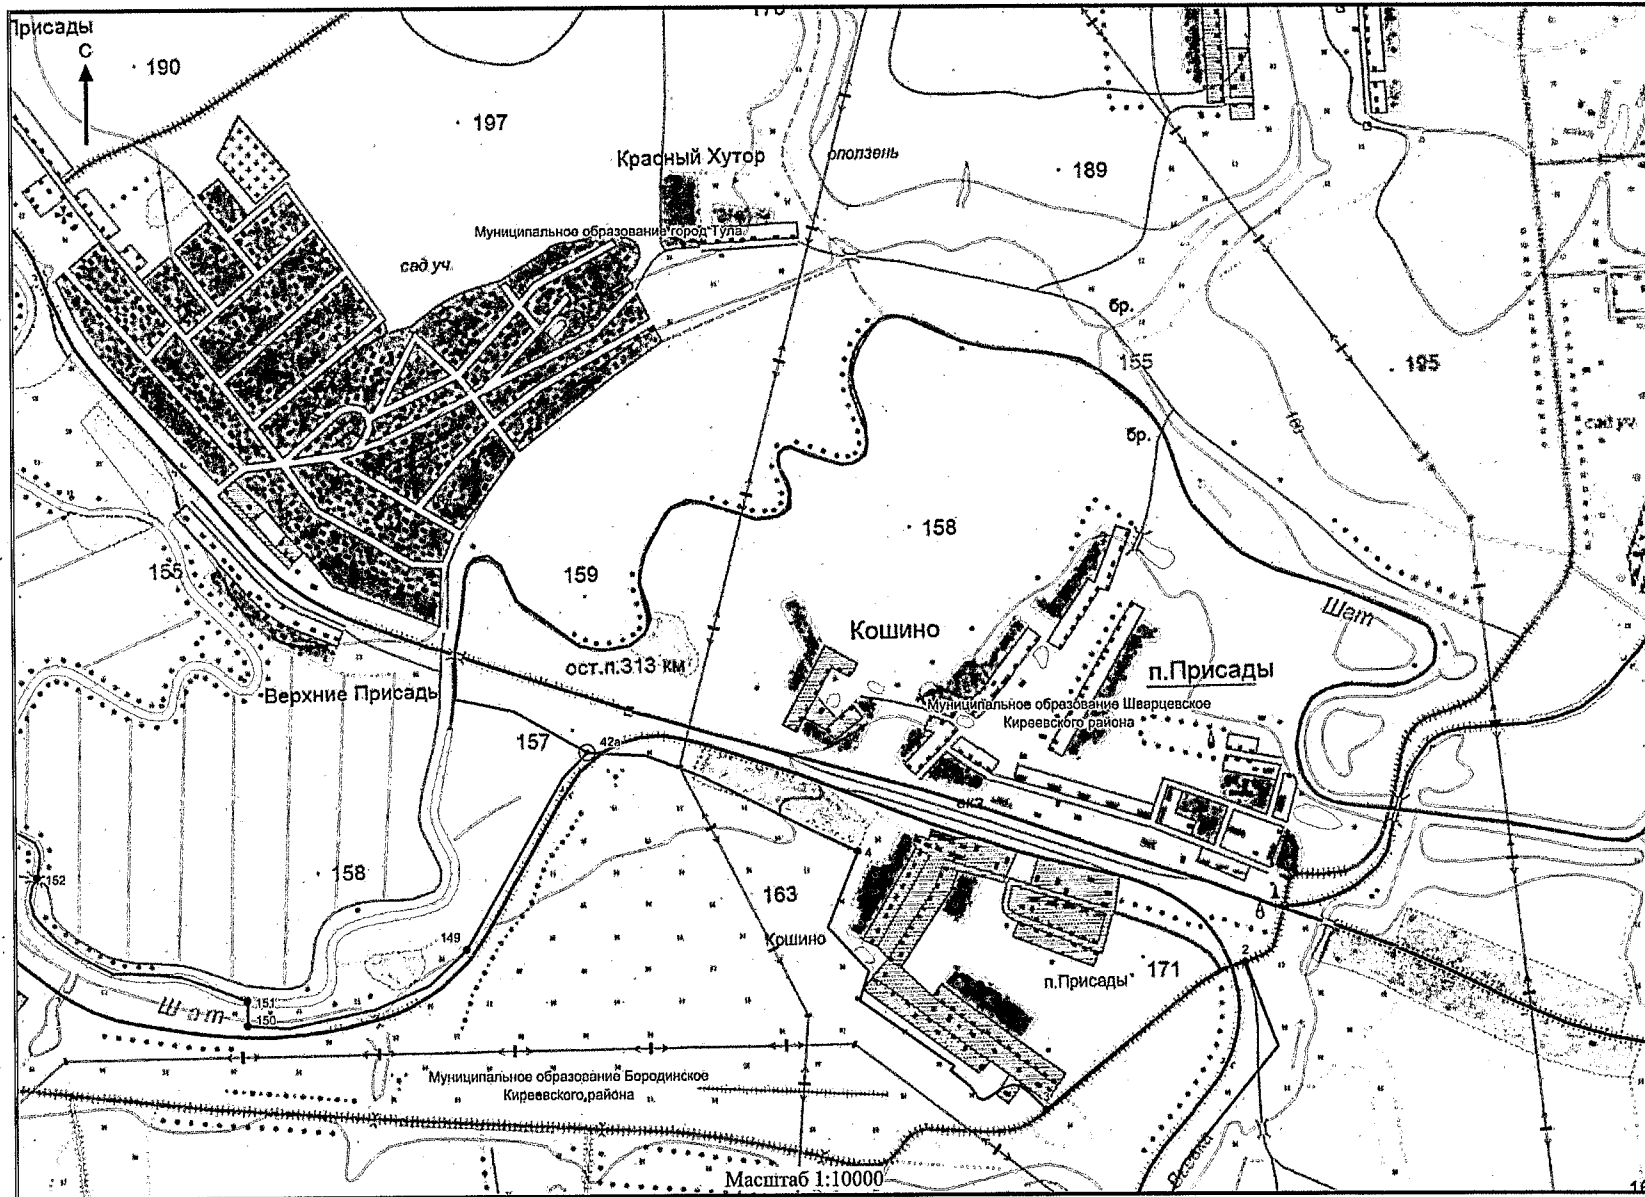 Присады
С
190
197
Красный Хутор
оползень
189
Муниципальное образование город Тула
сад уч.
бр.
155
195
160
сад уч.
бр.
158
155
159
Шат
Кошино
п.Присады
ост.п.313 км
Верхние Присады
Муниципальное образование Шварцевское
Киреевского района
157
42а
158
152
163
149
Кошино
2
171
п.Присады
151
Шат
150
Муниципальное образование Бородинское
Киреевского района
Масштаб 1:10000